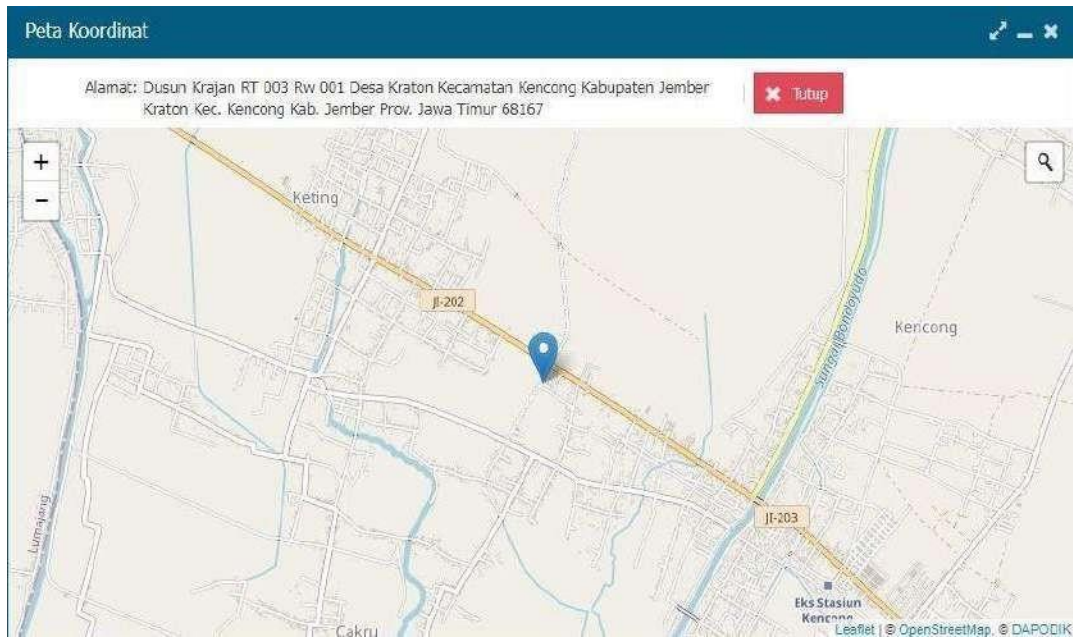 Peta Koordinat
Alamat: Dusun Krajan RT 003 Rw 001 Desa Kraton Kecamatan Kencong Kabupaten Jember
Kraton Kec. Kencong Kab. Jember Prov. Jawa Timur 68167
Tutup
+
-
Keting
Jl-202
Kencong
Sungai Bondoyudo
Lumajang
Jl-203
Eks Stasiun
Kencong
Cakru
Leaflet | © OpenStreetMap, © DAPODIK